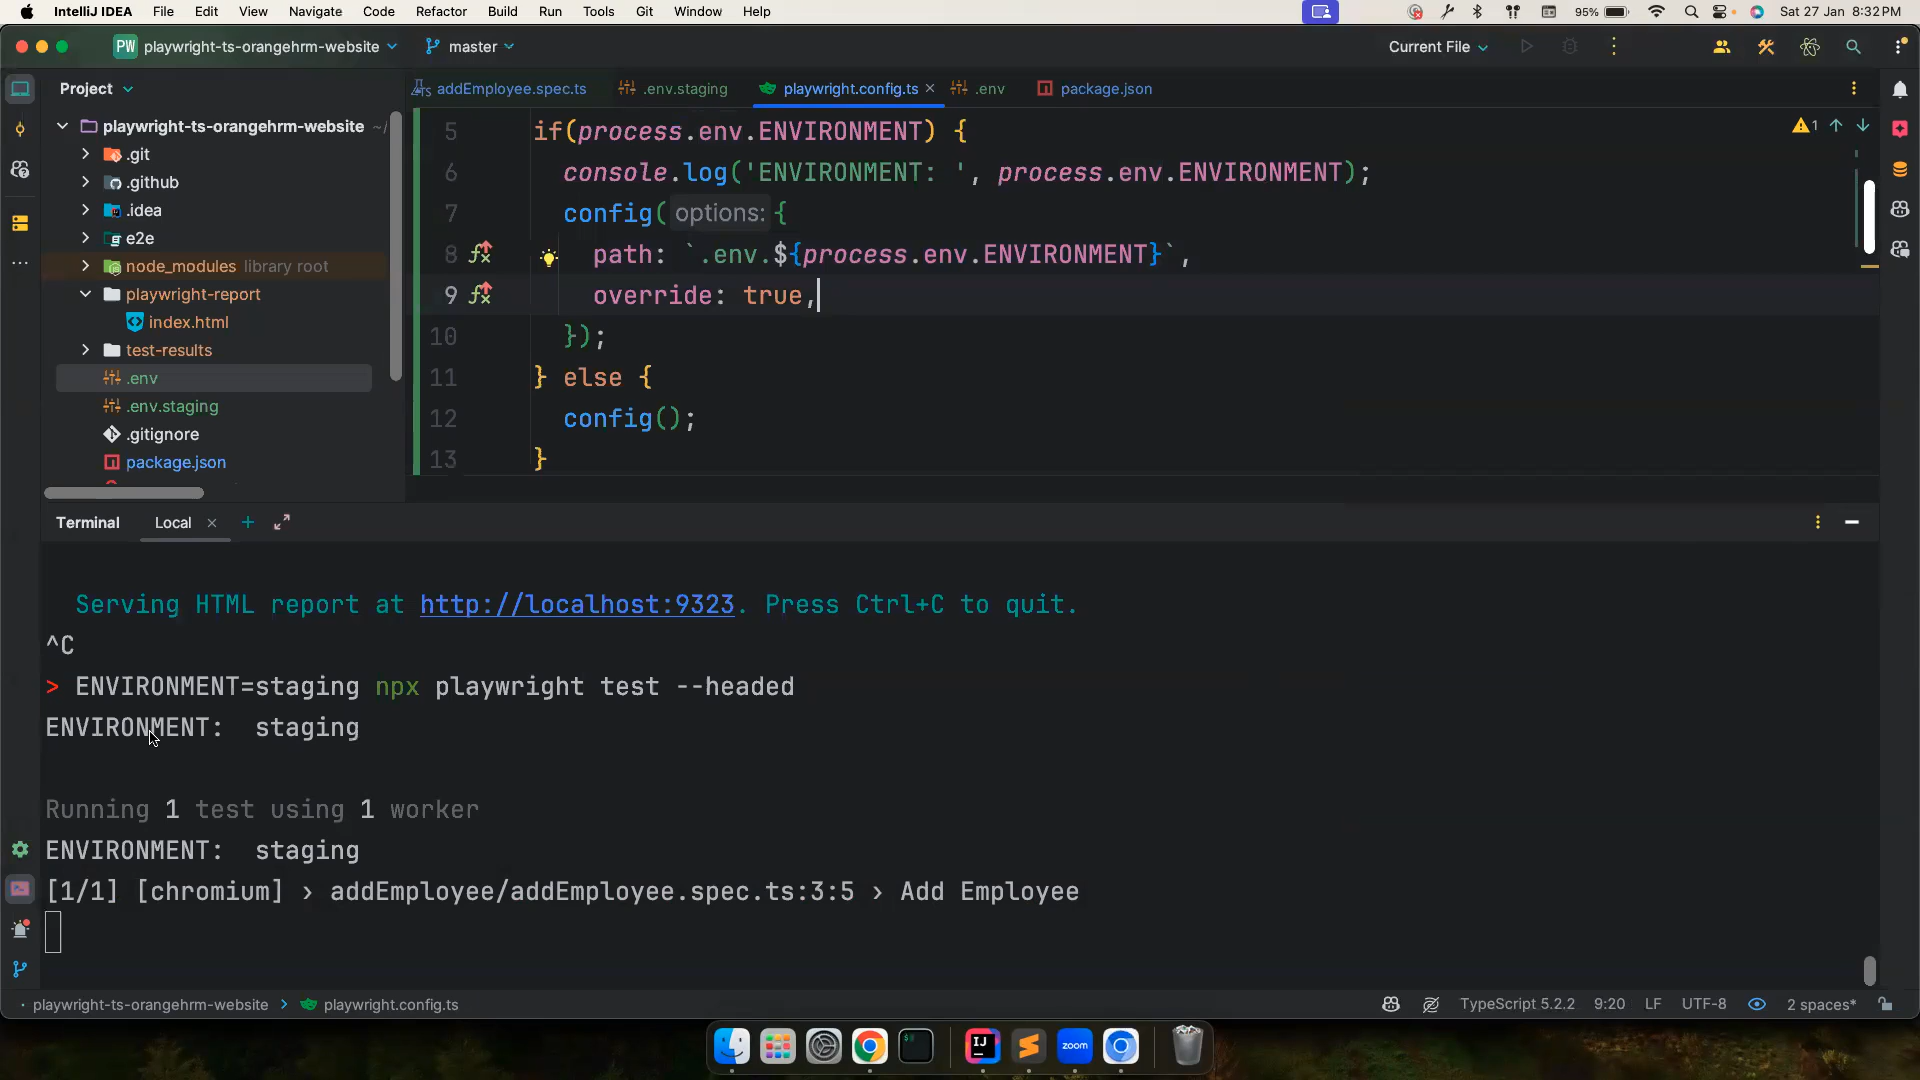 IntelliJ IDEA File Edit View Navigate Code Refactor Build Run Tools Git Window Help 95% Sat 27 Jan 8:32 PM
PW playwright-ts-orangehrm-website master Current File
Project addEmployee.spec.ts .env.staging playwright.config.ts .env package.json
playwright-ts-orangehrm-website ~/
.git
.github
.idea
e2e
node_modules library root
playwright-report
index.html
test-results
.env
.env.staging
.gitignore
package.json
5 if(process.env.ENVIRONMENT) { 1
6 console.log('ENVIRONMENT: ', process.env.ENVIRONMENT);
7 config( options: {
8 path: `.env.${process.env.ENVIRONMENT}`,
9 override: true,
10 });
11 } else {
12 config();
13 }
Terminal Local
Serving HTML report at http://localhost:9323. Press Ctrl+C to quit.
^C
> ENVIRONMENT=staging npx playwright test --headed
ENVIRONMENT:  staging
Running 1 test using 1 worker
ENVIRONMENT:  staging
[1/1] [chromium] › addEmployee/addEmployee.spec.ts:3:5 › Add Employee
playwright-ts-orangehrm-website playwright.config.ts TypeScript 5.2.2 9:20 LF UTF-8 2 spaces*
IJ zoom